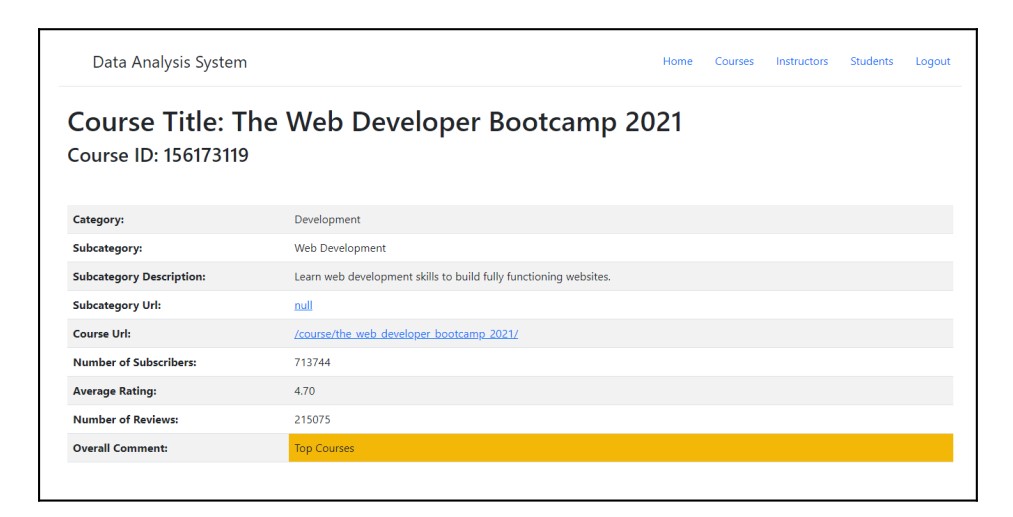 Data Analysis System Home Courses Instructors Students Logout
Course Title: The Web Developer Bootcamp 2021
Course ID: 156173119
Category: Development
Subcategory: Web Development
Subcategory Description: Learn web development skills to build fully functioning websites.
Subcategory Url: null
Course Url: /course/the_web_developer_bootcamp_2021/
Number of Subscribers: 713744
Average Rating: 4.70
Number of Reviews: 215075
Overall Comment: Top Courses